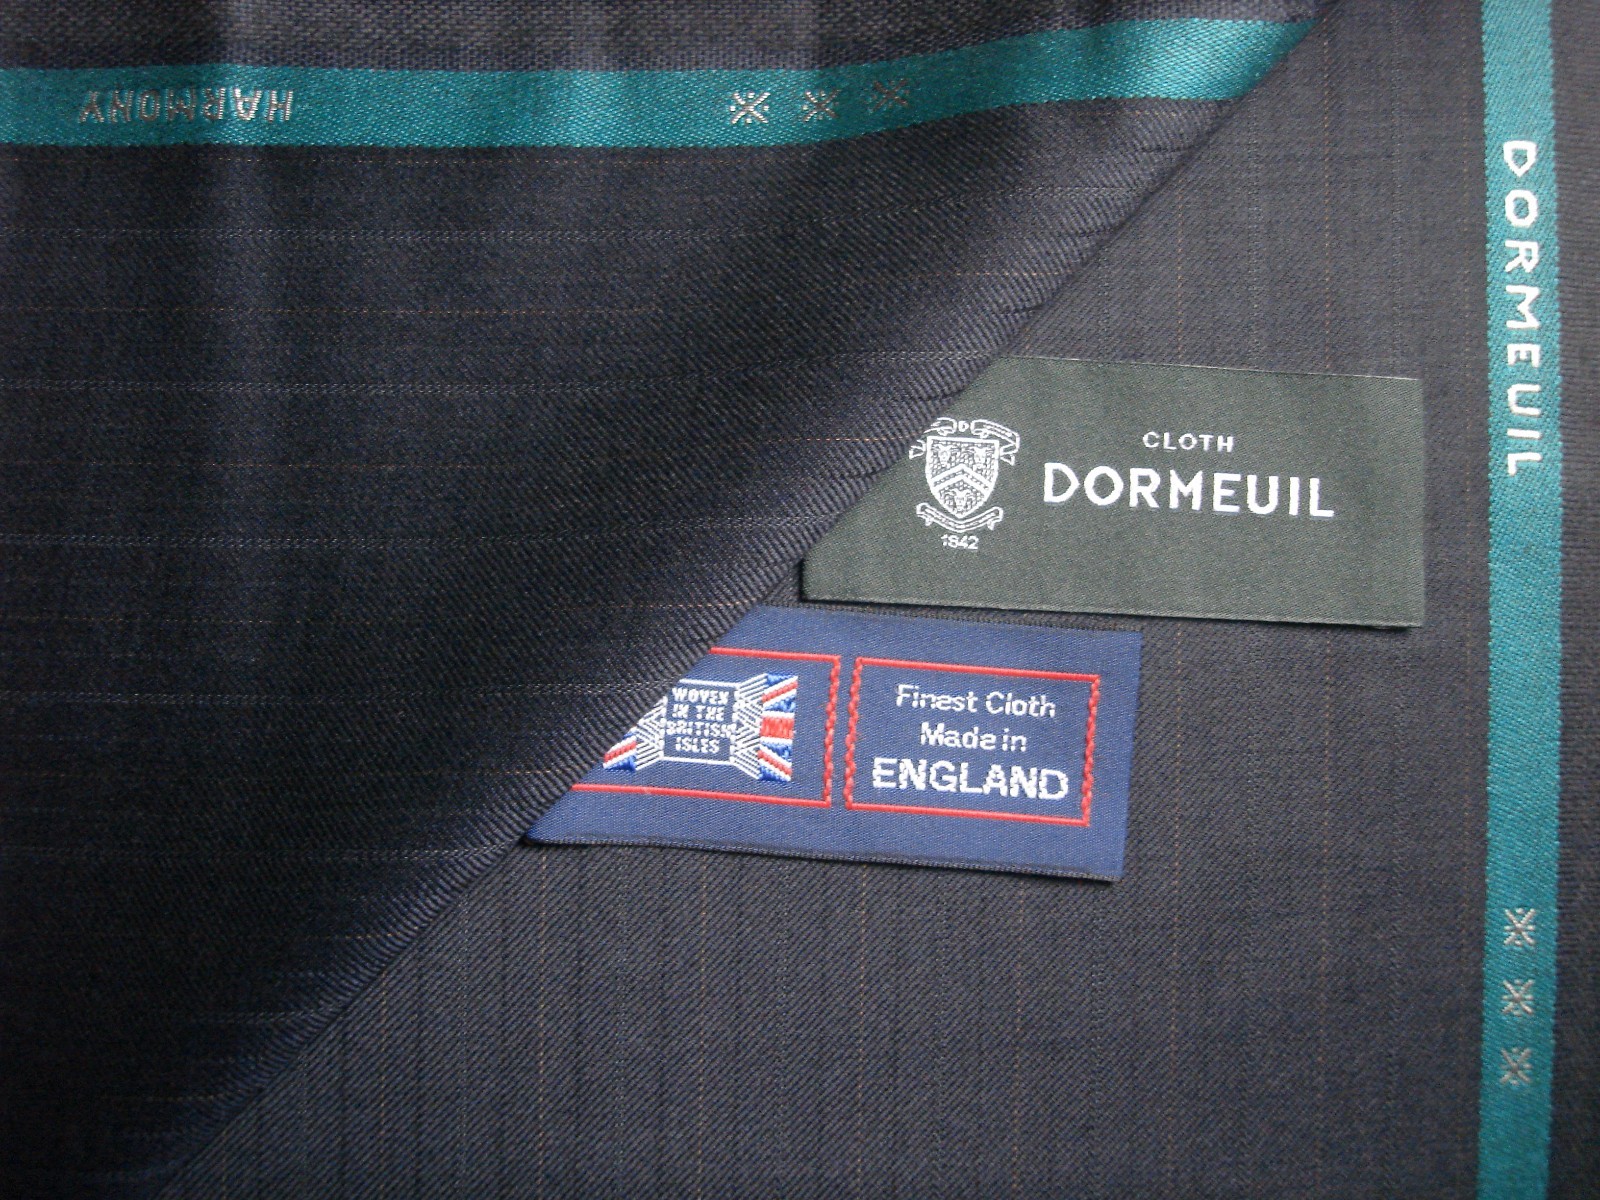 HARMONY
DORMEUIL
CLOTH
DORMEUIL
D
1842
WOVEN
IN THE
BRITISH
ISLES
Finest Cloth
Made in
ENGLAND